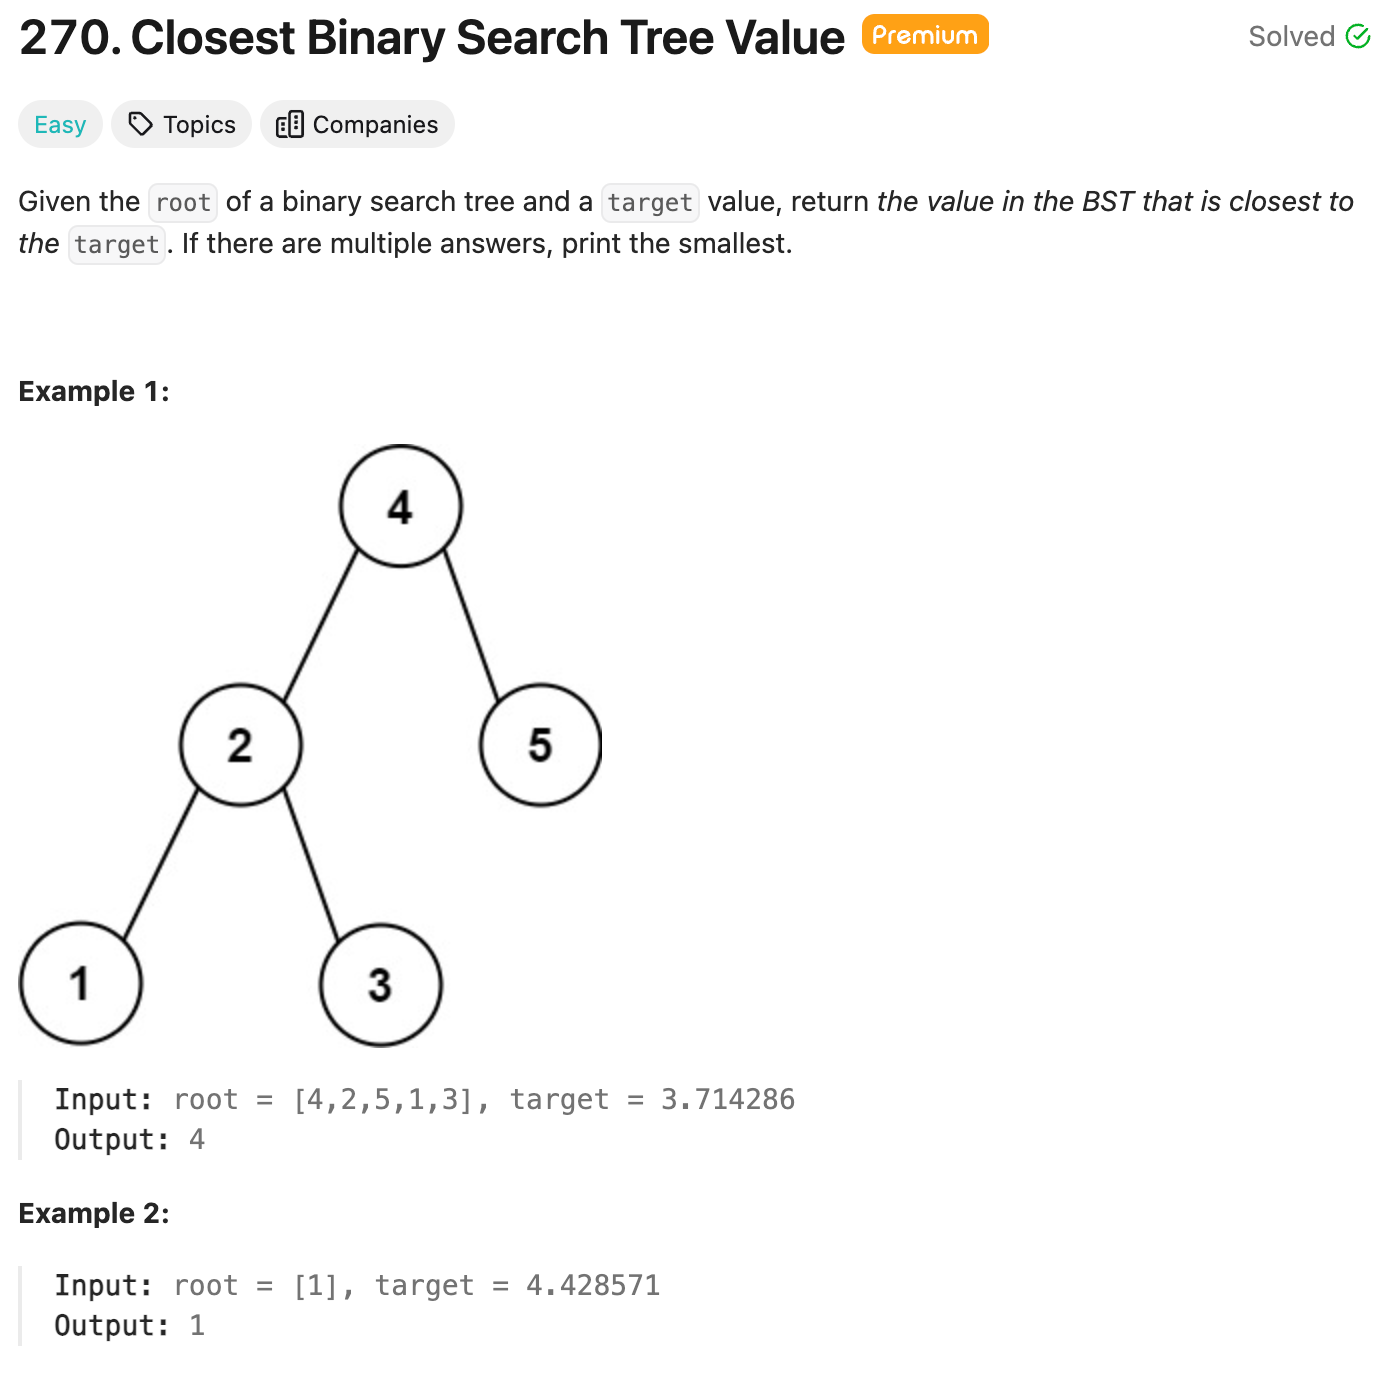 270. Closest Binary Search Tree Value Premium Solved
Easy Topics Companies
Given the root of a binary search tree and a target value, return the value in the BST that is closest to
the target. If there are multiple answers, print the smallest.
Example 1:
4
2 5
1 3
Input: root = [4,2,5,1,3], target = 3.714286
Output: 4
Example 2:
Input: root = [1], target = 4.428571
Output: 1